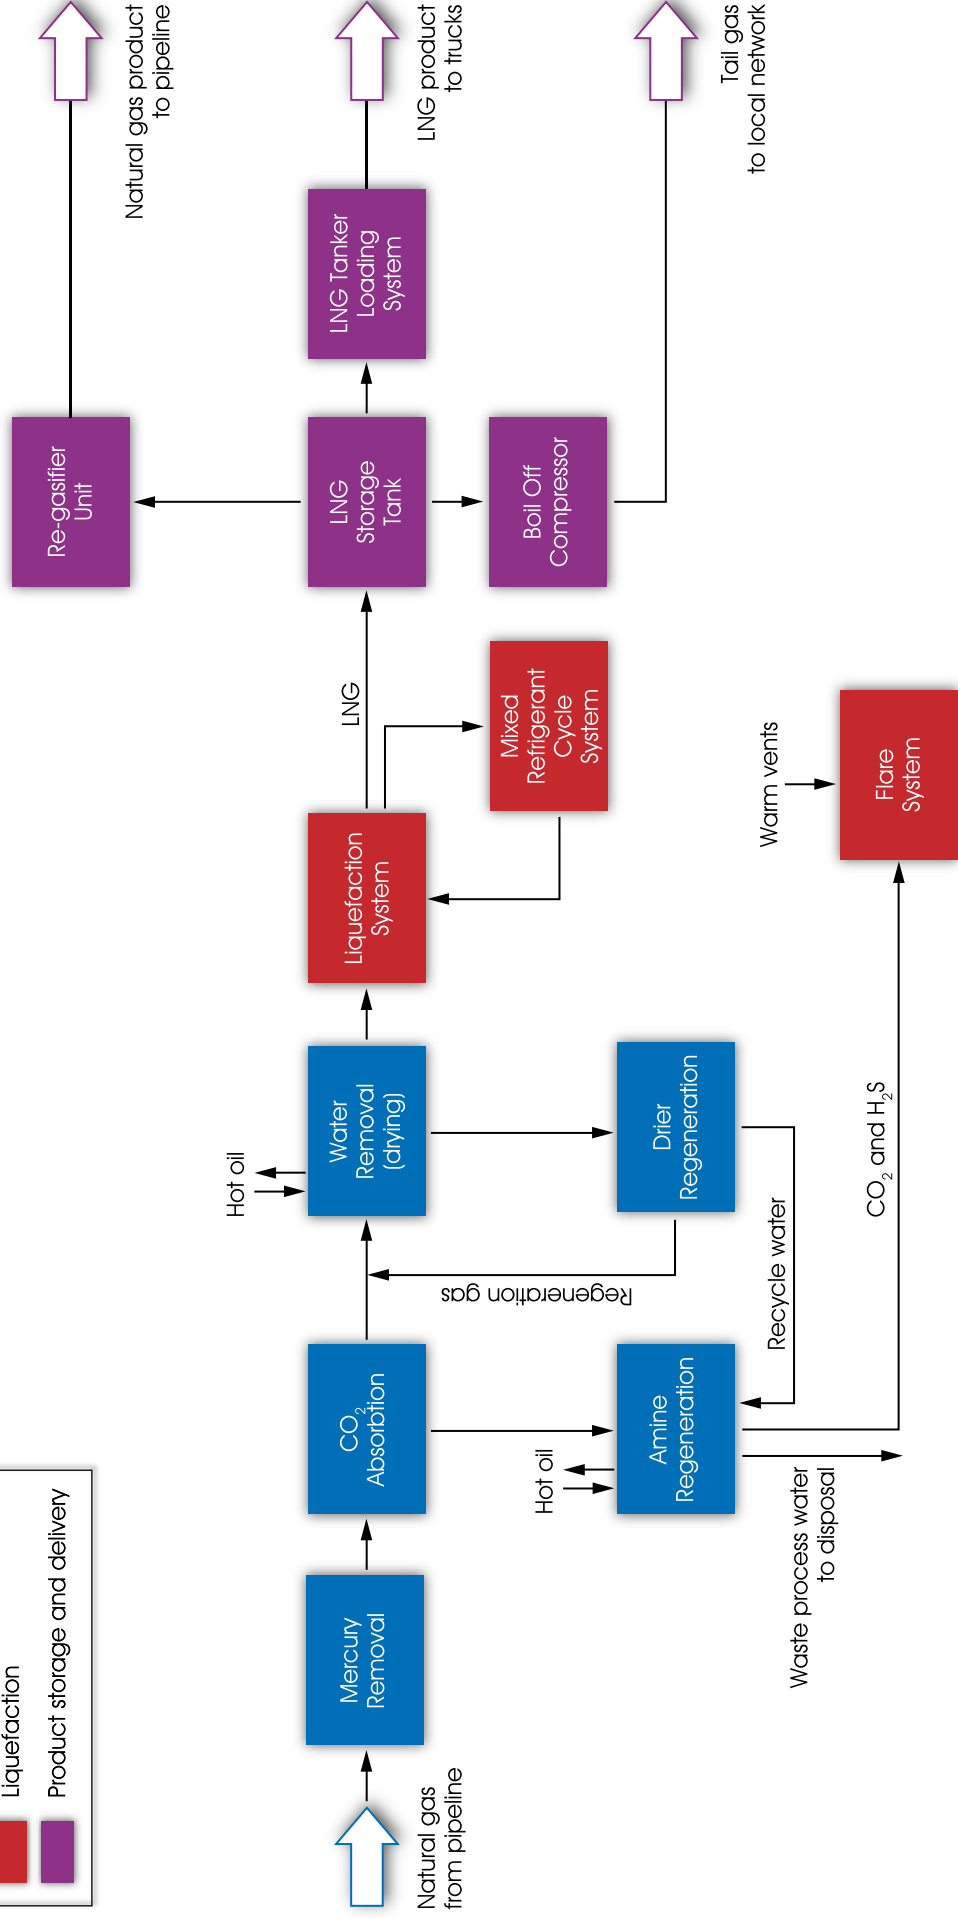 Liquefaction
Product storage and delivery
Natural gas
from pipeline
Mercury
Removal
CO₂
Absorbtion
Hot oil
Amine
Regeneration
Waste process water
to disposal
Regeneration gas
Recycle water
CO₂ and H₂S
Hot oil
Water
Removal
(drying)
Drier
Regeneration
Liquefaction
System
LNG
Mixed
Refrigerant
Cycle
System
Warm vents
Flare
System
Re-gasifier
Unit
LNG
Storage
Tank
Boil Off
Compressor
LNG Tanker
Loading
System
Natural gas product
to pipeline
LNG product
to trucks
Tail gas
to local network